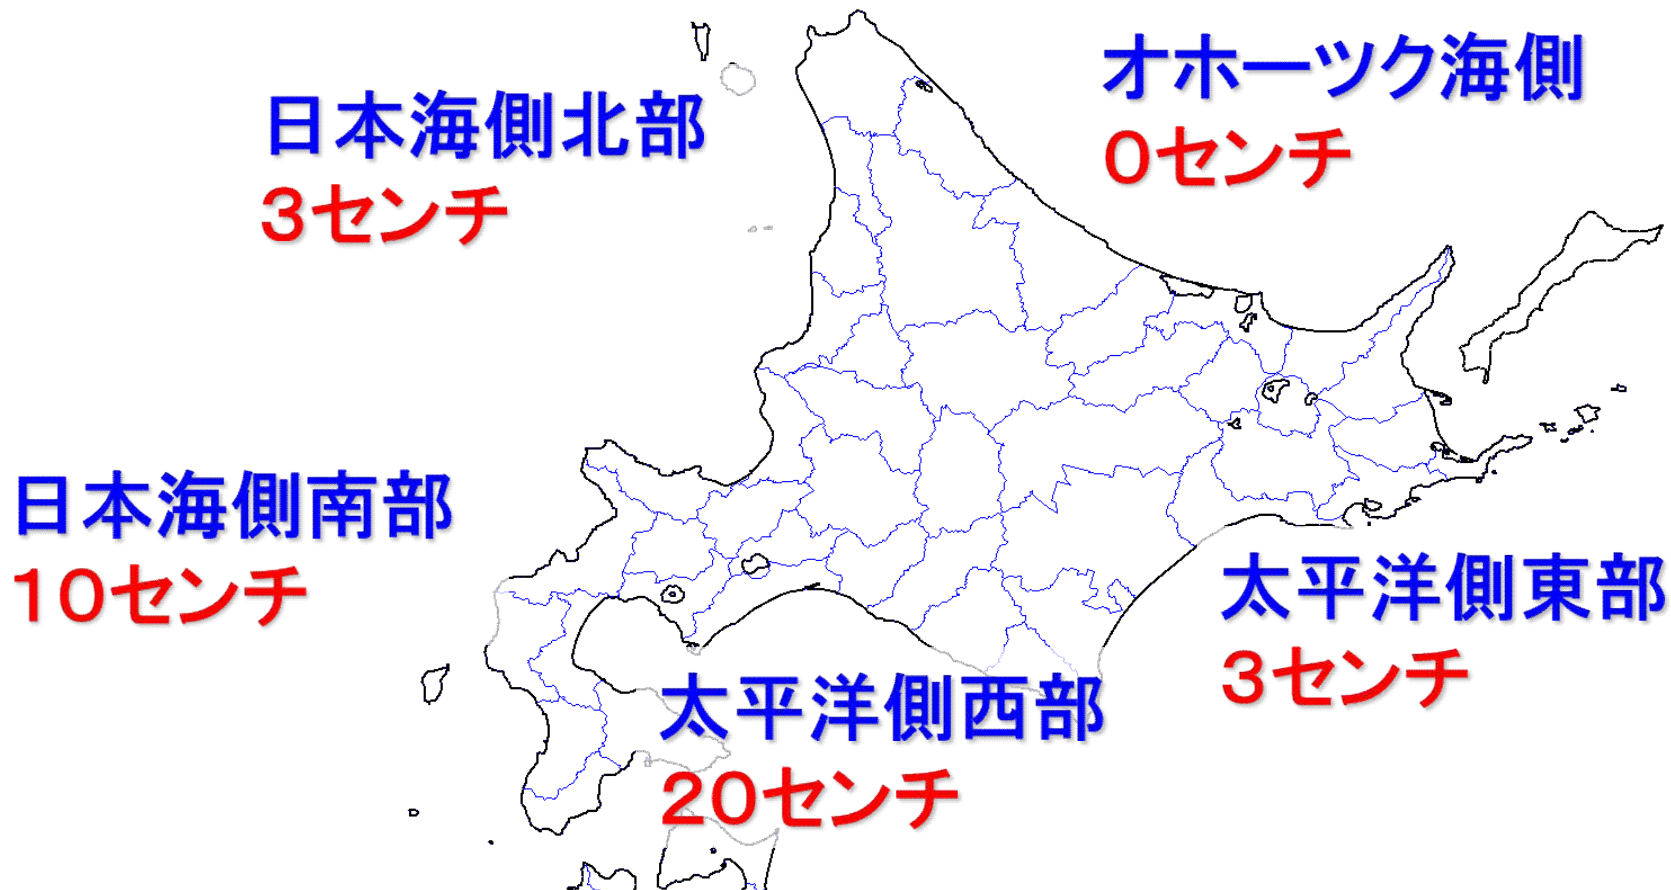 オホーツク海側
0センチ
日本海側北部
3センチ
日本海側南部
10センチ
太平洋側東部
3センチ
太平洋側西部
20センチ